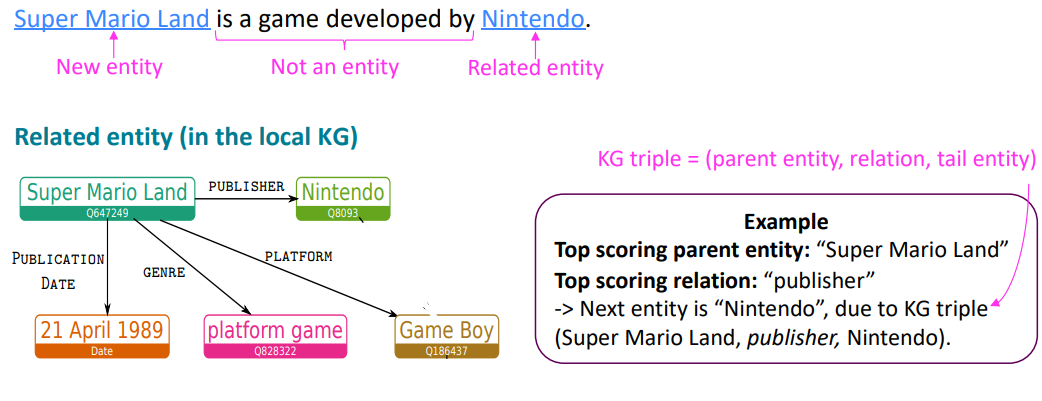 Super Mario Land is a game developed by Nintendo.
New entity
Not an entity
Related entity
Related entity (in the local KG)
KG triple = (parent entity, relation, tail entity)
Super Mario Land
Q647249
PUBLISHER
Nintendo
Q8093
PUBLICATION
DATE
GENRE
PLATFORM
21 April 1989
Date
platform game
Q828322
Game Boy
Q186437
Example
Top scoring parent entity: “Super Mario Land”
Top scoring relation: “publisher”
-> Next entity is “Nintendo”, due to KG triple
(Super Mario Land, publisher, Nintendo).